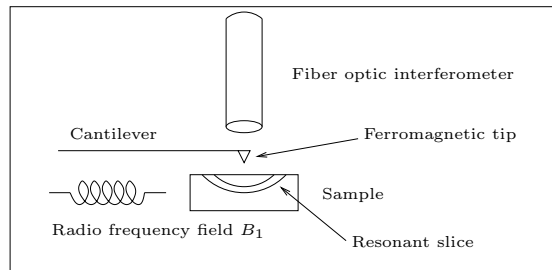 Fiber optic interferometer
Cantilever
Ferromagnetic tip
Sample
Radio frequency field B₁
Resonant slice